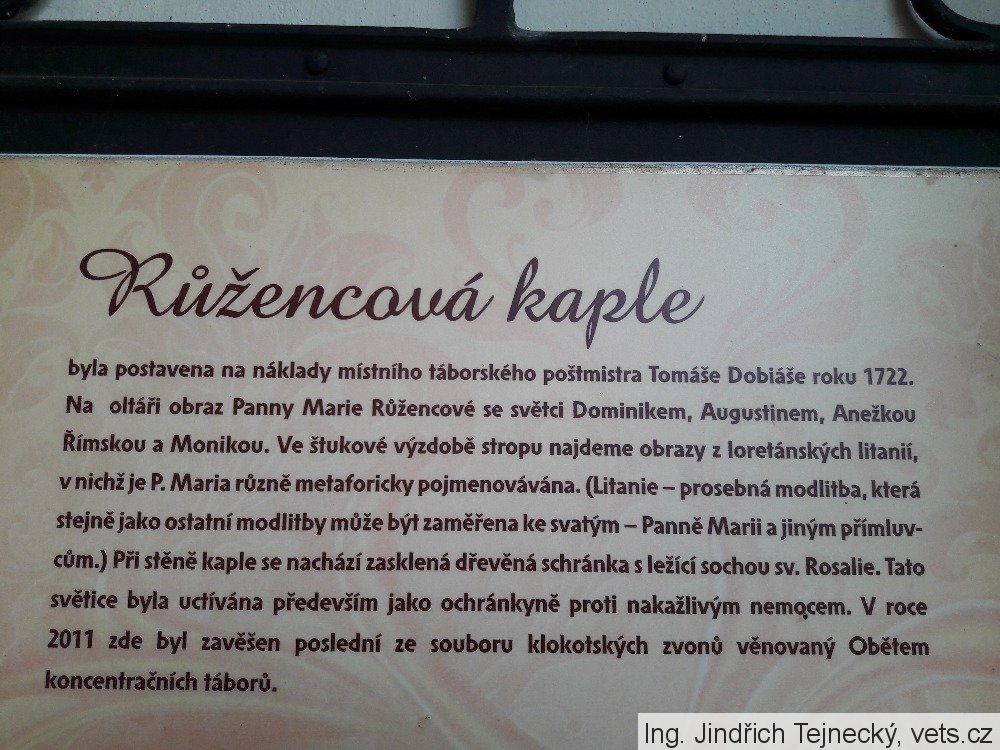 Růžencová kaple
byla postavena na náklady místního táborského poštmistra Tomáše Dobiáše roku 1722.
Na oltáři obraz Panny Marie Růžencové se světci Dominikem, Augustinem, Anežkou
Římskou a Monikou. Ve štukové výzdobě stropu najdeme obrazy z loretánských litanií,
v nichž je P. Maria různě metaforicky pojmenovávána. (Litanie – prosebná modlitba, která
stejně jako ostatní modlitby může být zaměřena ke svatým – Panně Marii a jiným přímluv-
cům.) Při stěně kaple se nachází zasklená dřevěná schránka s ležící sochou sv. Rosalie. Tato
světice byla uctívána především jako ochránkyně proti nakažlivým nemocem. V roce
2011 zde byl zavěšen poslední ze souboru klokotských zvonů věnovaný Obětem
koncentračních táborů.
Ing. Jindřich Tejnecký, vets.cz